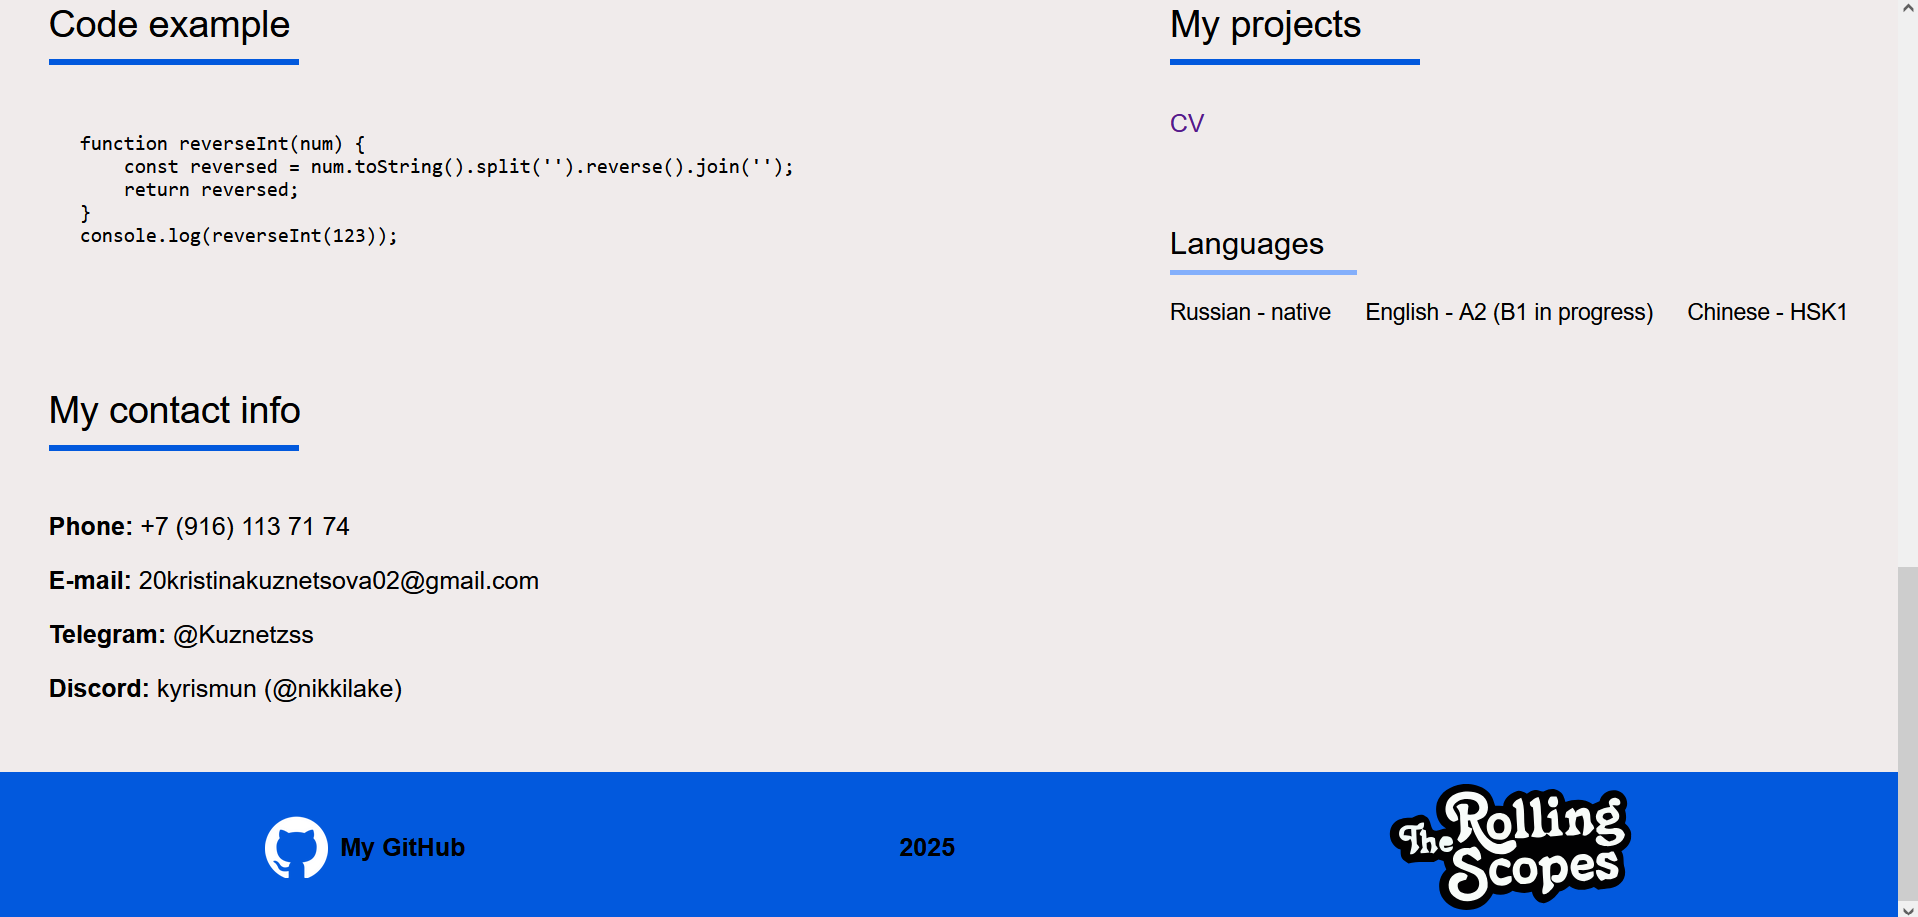 Code example
function reverseInt(num) {
    const reversed = num.toString().split('').reverse().join('');
    return reversed;
}
console.log(reverseInt(123));
My projects
CV
Languages
Russian - native English - A2 (B1 in progress) Chinese - HSK1
My contact info
Phone: +7 (916) 113 71 74
E-mail: 20kristinakuznetsova02@gmail.com
Telegram: @Kuznetzss
Discord: kyrismun (@nikkilake)
My GitHub
2025
The Rolling
Scopes